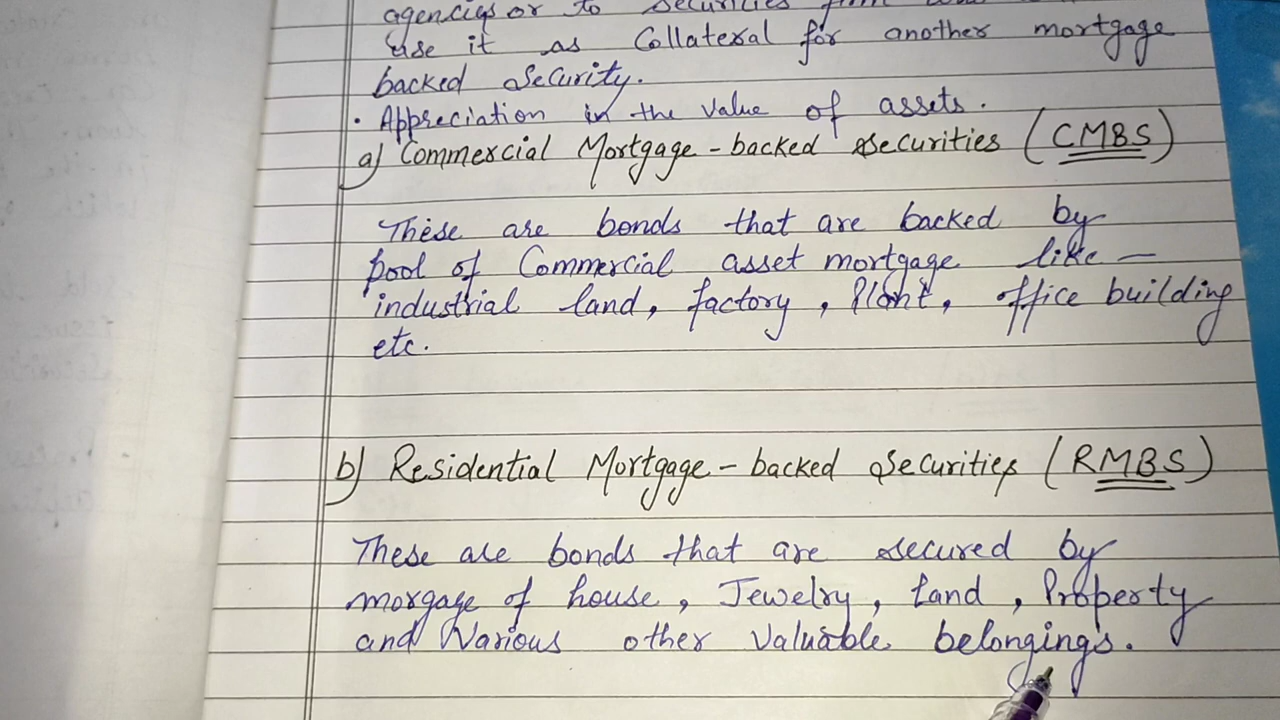 agencies or to securities
use it as Collateral for another mortgage
backed Security.
• Appreciation in the value of assets.
a) Commercial Mortgage-backed securities (CMBS)
These are bonds that are backed by
pool of Commercial asset mortgage like —
industrial land, factory, Plant, office building
etc.
b) Residential Mortgage-backed Securities (RMBS)
These are bonds that are secured by
morgage of house, Jewelry, Land, Property
and Various other valuable belongings.